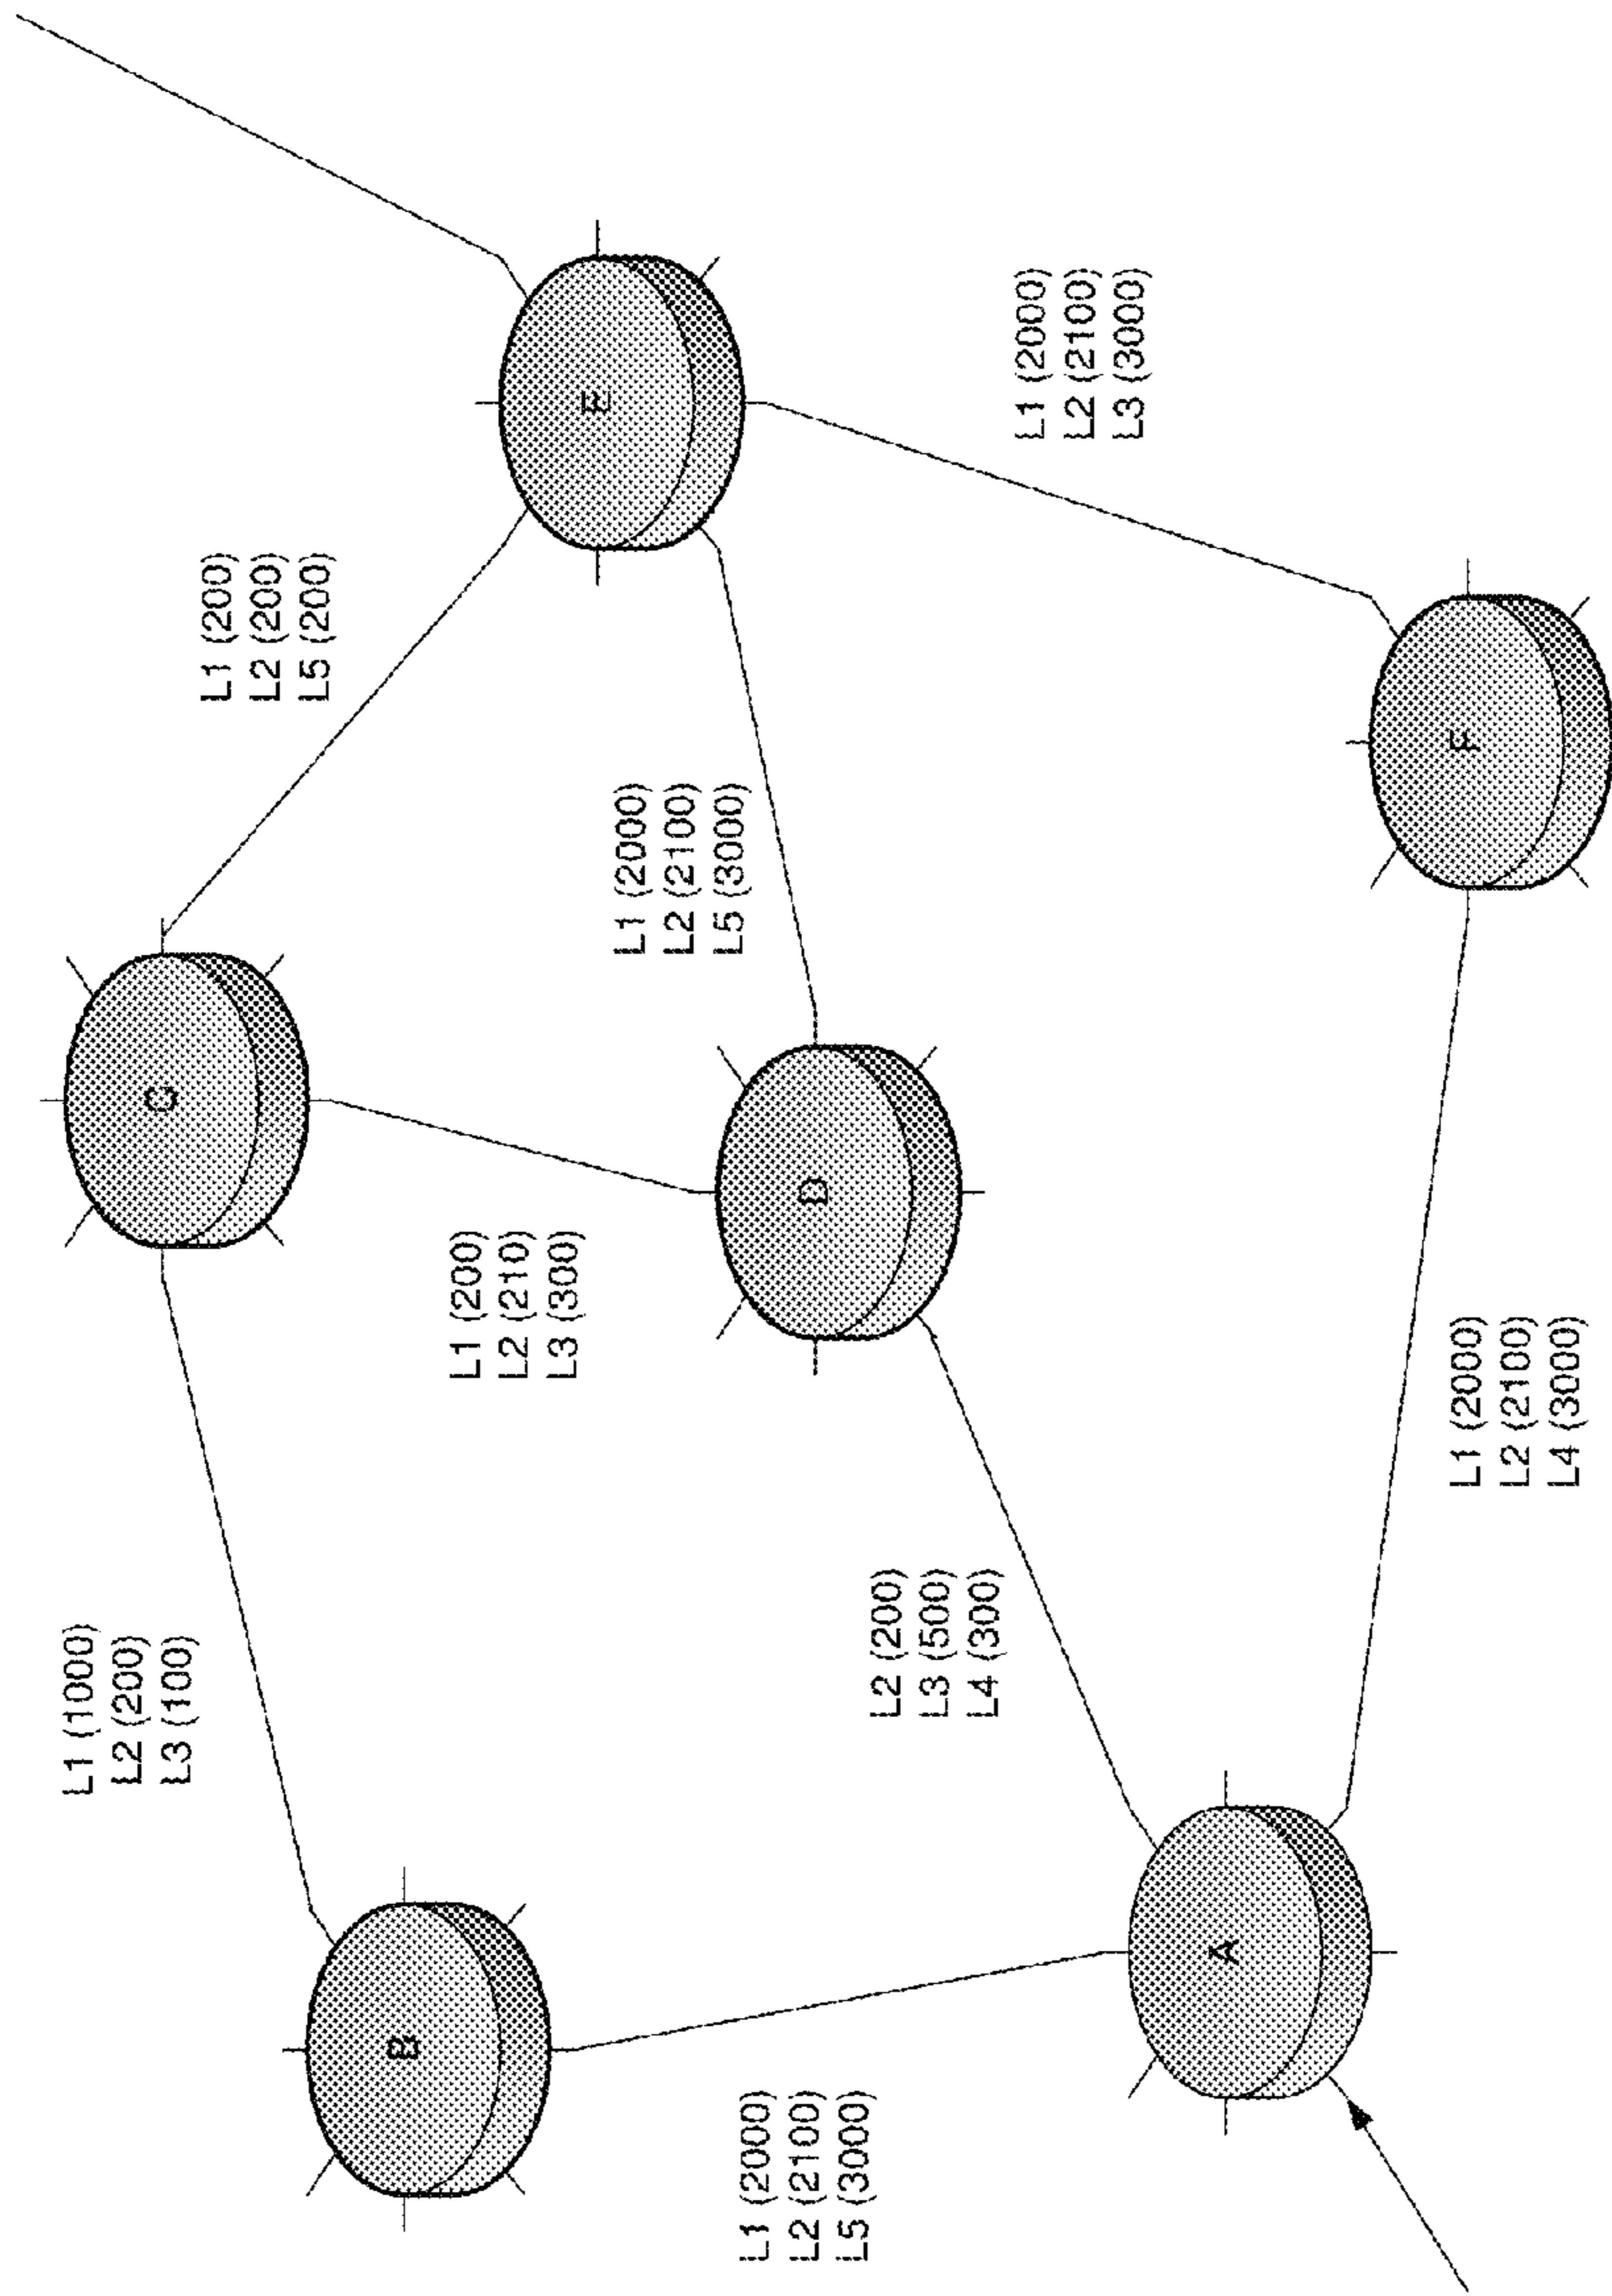 L1 (1000)
L2 (200)
L3 (100)
C
L1 (200)
L2 (200)
L5 (200)
B
L1 (200)
L2 (210)
L3 (300)
E
L1 (2000)
L2 (2100)
L5 (3000)
L1 (2000)
L2 (2100)
L5 (3000)
D
L2 (200)
L3 (500)
L4 (300)
L1 (2000)
L2 (2100)
L3 (3000)
A
L1 (2000)
L2 (2100)
L4 (3000)
F